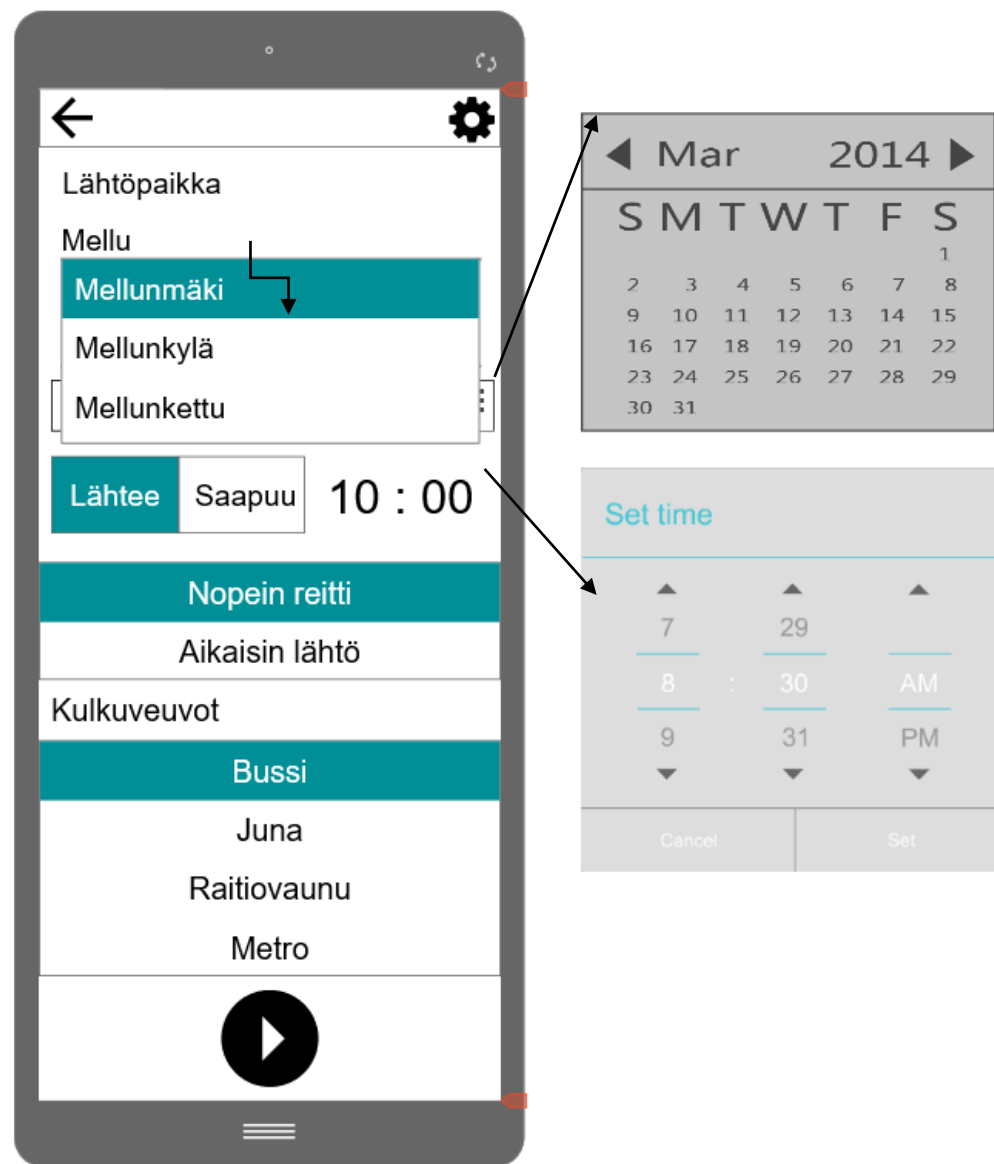 Lähtöpaikka
Mellu
Mellunmäki
Mellunkylä
Mellunkettu
Lähtee Saapuu 10 : 00
Nopein reitti
Aikaisin lähtö
Kulkuveuvot
Bussi
Juna
Raitiovaunu
Metro
Mar 2014
S M T W T F S
1
2 3 4 5 6 7 8
9 10 11 12 13 14 15
16 17 18 19 20 21 22
23 24 25 26 27 28 29
30 31
Set time
7 29
8 : 30 AM
9 31 PM
Cancel Set